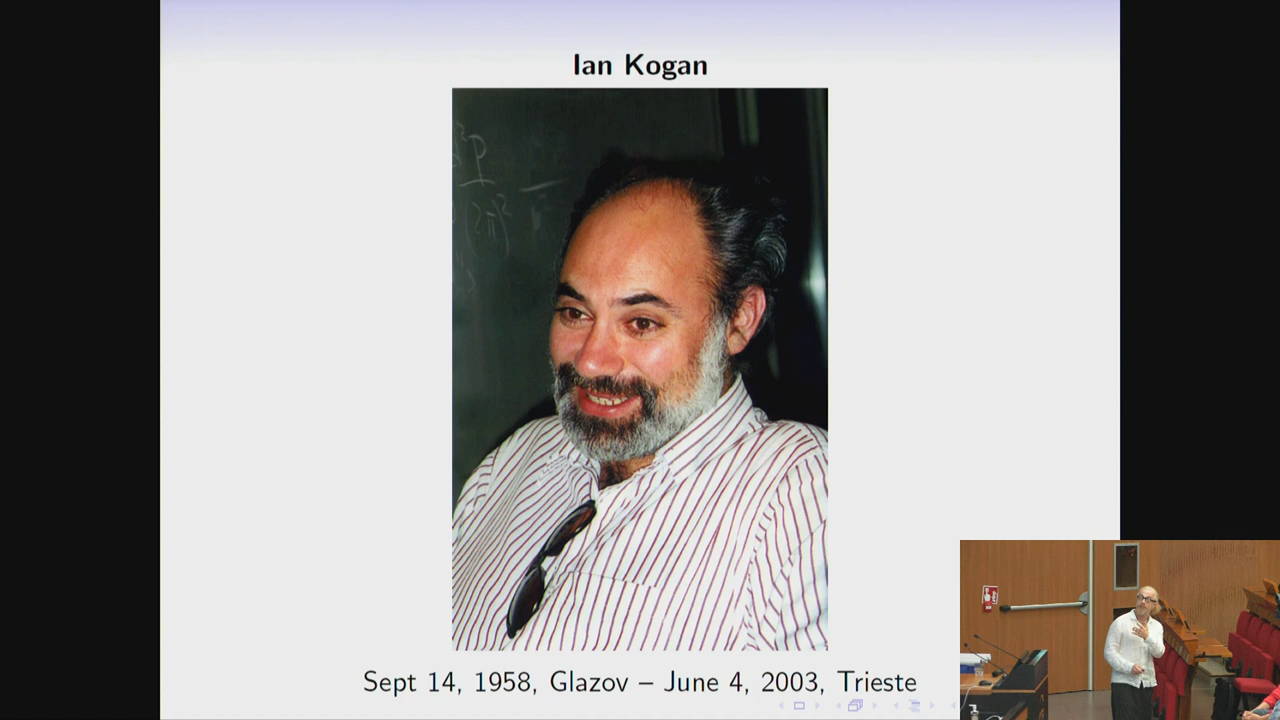 Ian Kogan
Sept 14, 1958, Glazov – June 4, 2003, Trieste